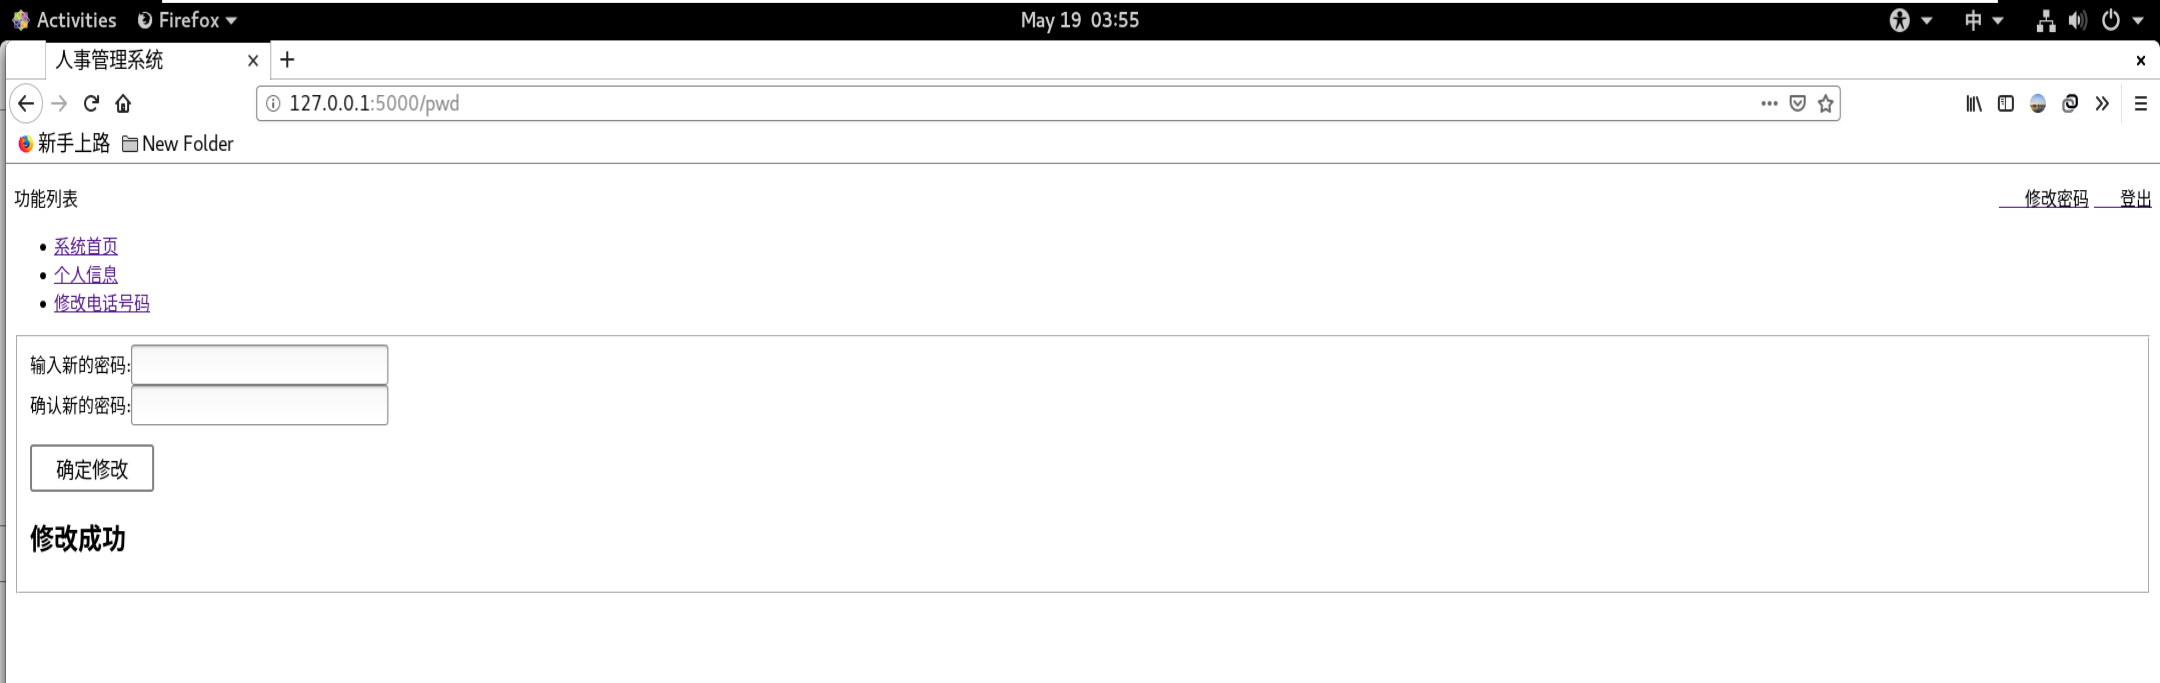 Activities Firefox May 19 03:55 中
人事管理系统
127.0.0.1:5000/pwd
新手上路 New Folder
功能列表 修改密码 登出
系统首页
个人信息
修改电话号码
输入新的密码:
确认新的密码:
确定修改
修改成功